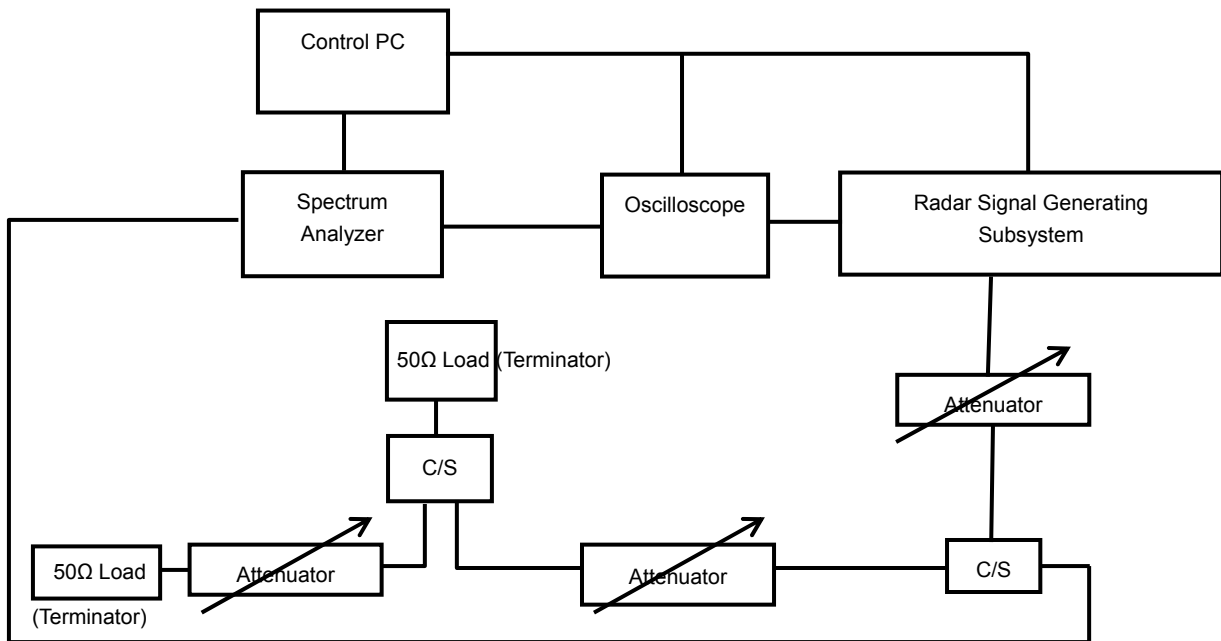 Control PC
Spectrum
Analyzer
Oscilloscope
Radar Signal Generating
Subsystem
50Ω Load (Terminator)
Attenuator
C/S
50Ω Load
(Terminator)
Attenuator
Attenuator
C/S